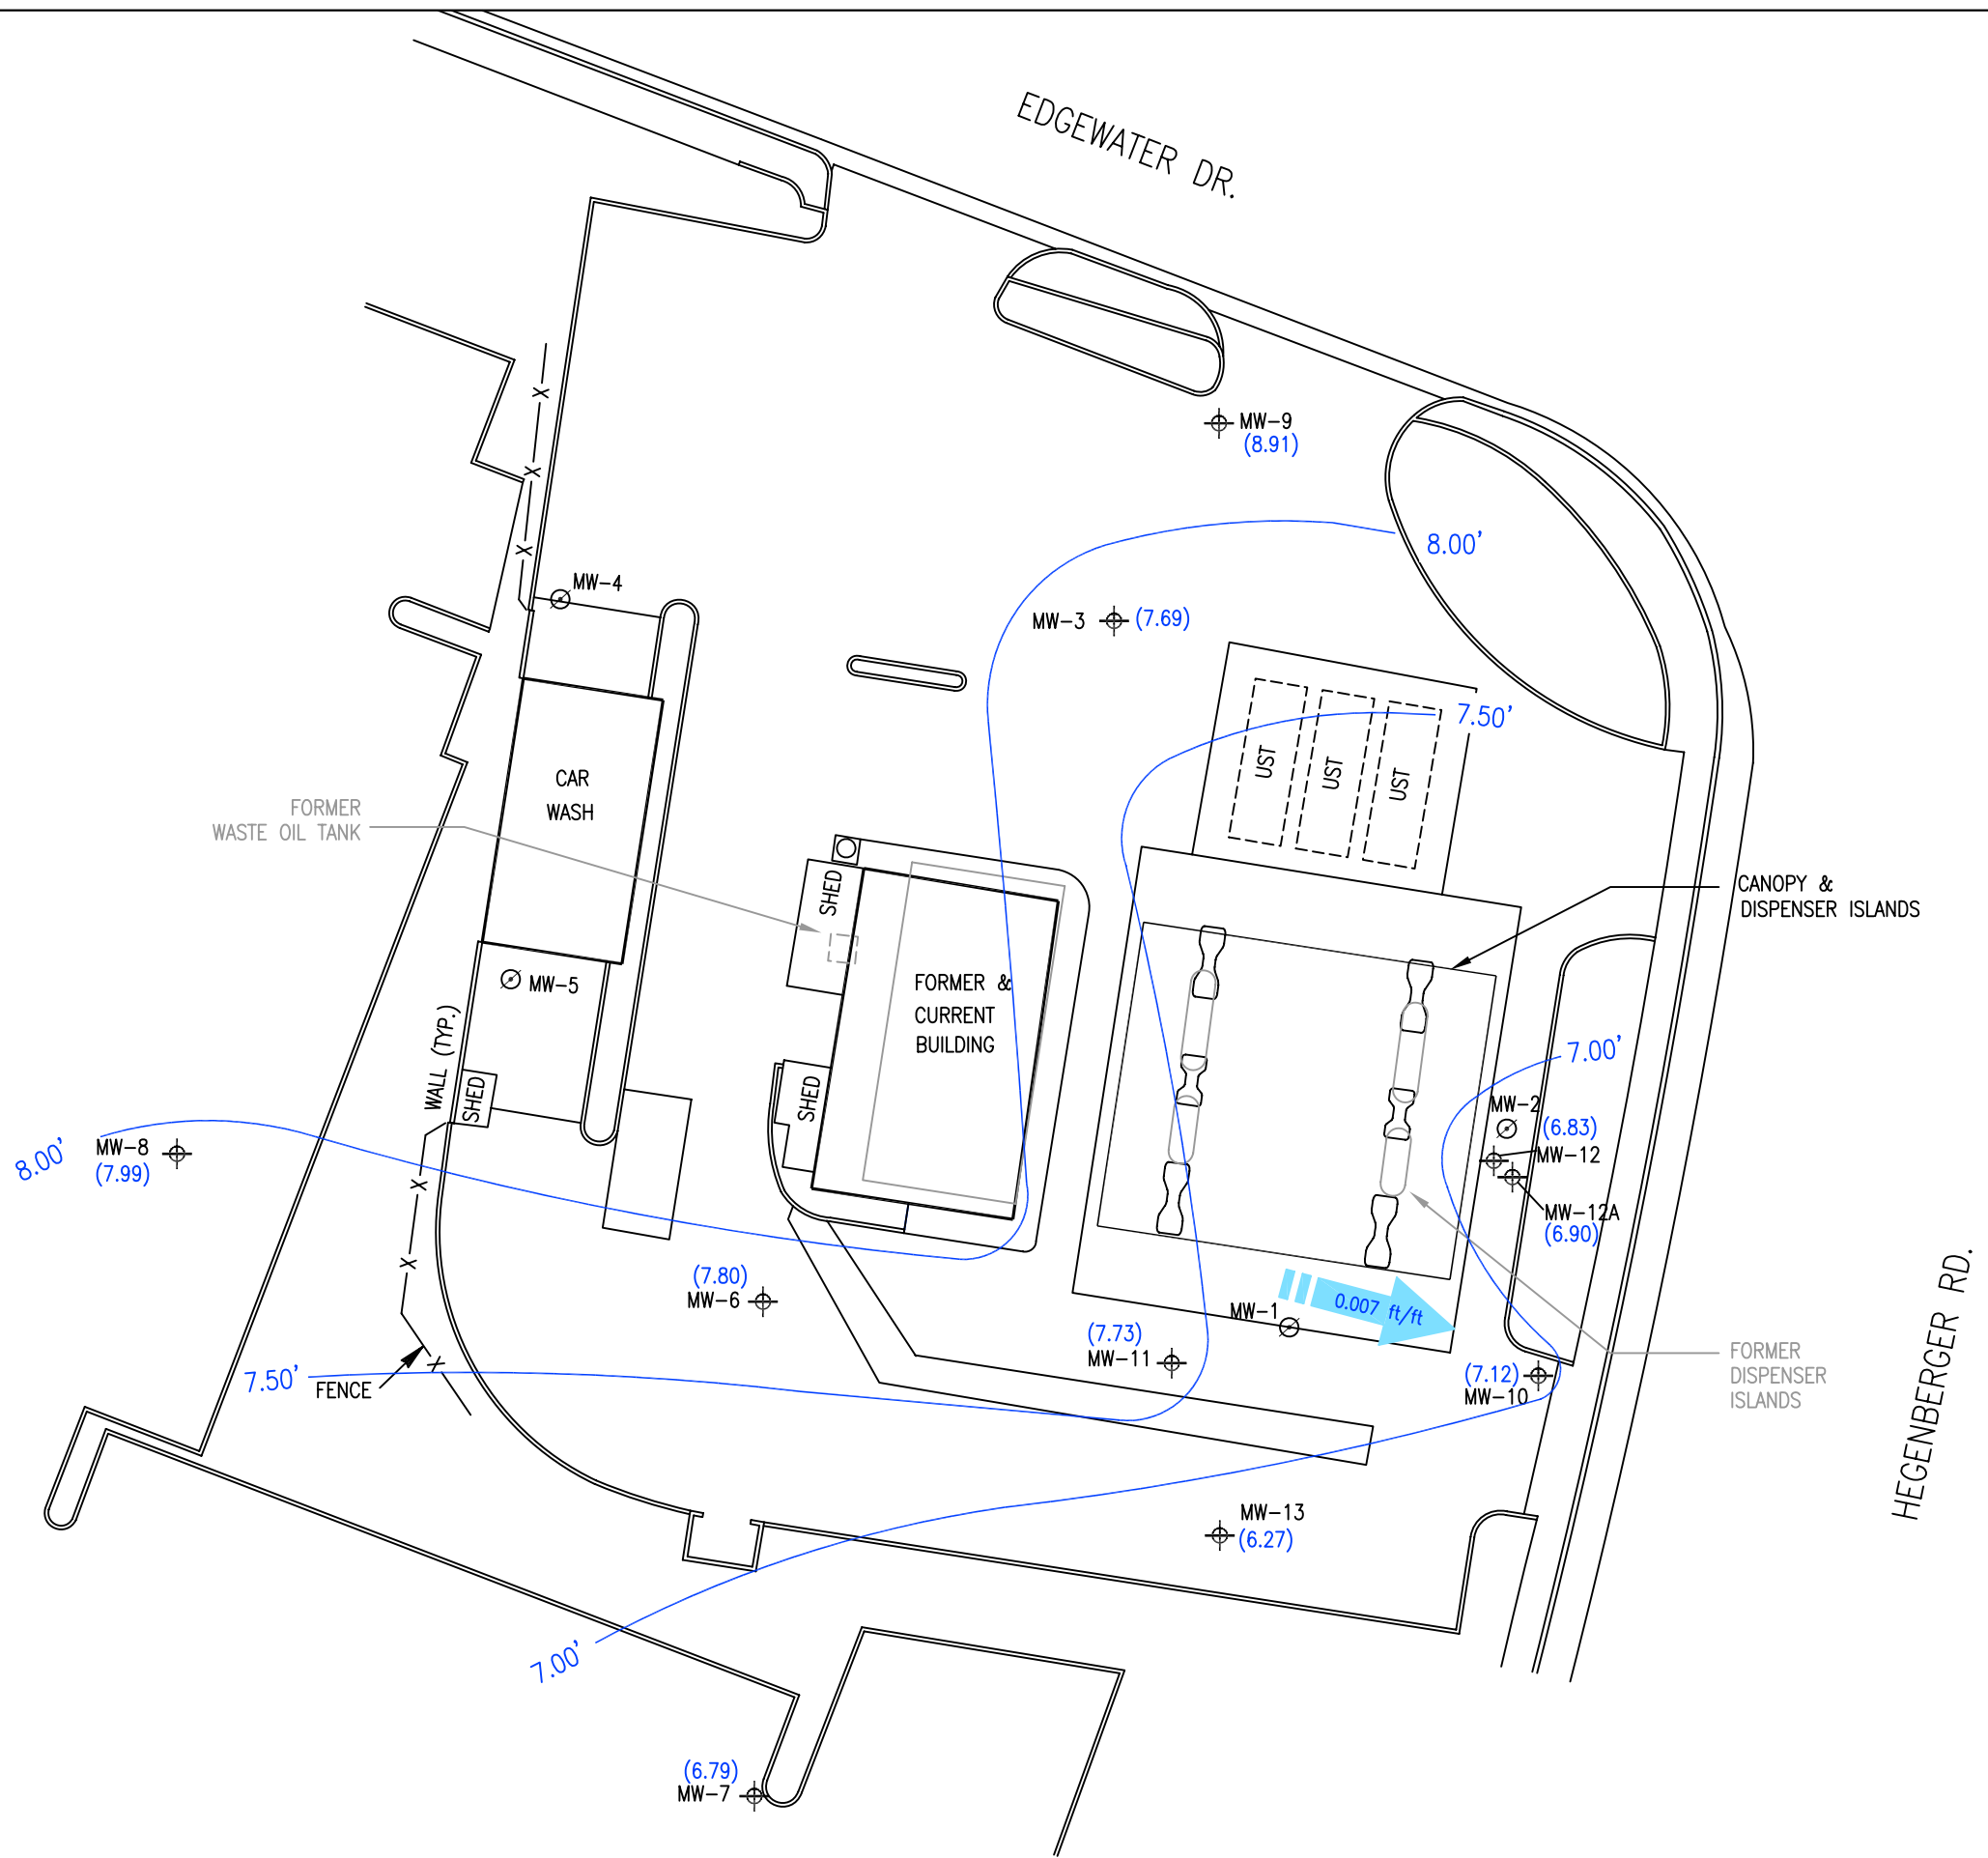 EDGEWATER DR.
MW-9
(8.91)
8.00'
MW-4
MW-3
(7.69)
7.50'
UST
UST
UST
CAR
WASH
FORMER
WASTE OIL TANK
SHED
CANOPY &
DISPENSER ISLANDS
MW-5
FORMER &
CURRENT
BUILDING
WALL (TYP.)
SHED
SHED
7.00'
MW-2
(6.83)
MW-12
MW-12A
(6.90)
8.00'
MW-8
(7.99)
(7.80)
MW-6
MW-1
0.007 ft/ft
(7.73)
MW-11
(7.12)
MW-10
FORMER
DISPENSER
ISLANDS
HEGENBERGER RD.
7.50'
FENCE
X
X
X
X
X
X
MW-13
(6.27)
7.00'
(6.79)
MW-7